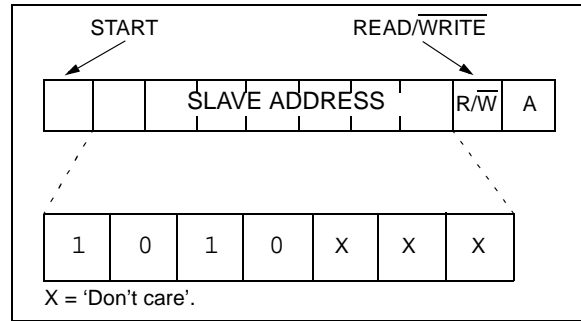 START READ/WRITE
SLAVE ADDRESS R/W A
1 0 1 0 X X X
X = ‘Don’t care’.